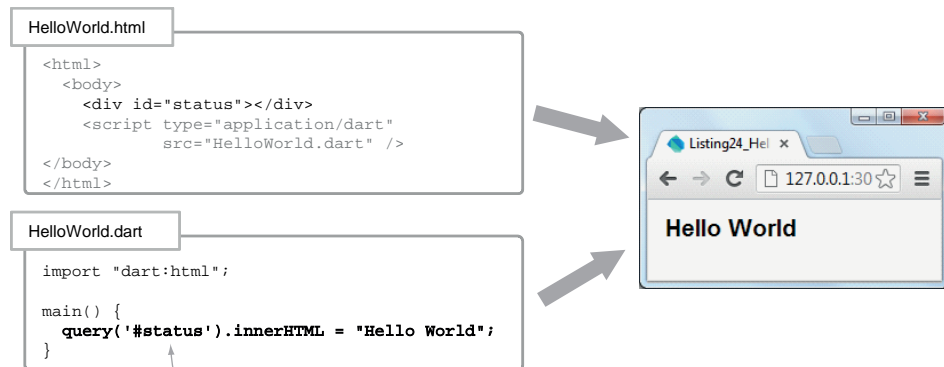 HelloWorld.html
<html>
<body>
<div id="status"></div>
<script type="application/dart"
src="HelloWorld.dart" />
</body>
</html>
HelloWorld.dart
import "dart:html";
main() {
query('#status').innerHTML = "Hello World";
}
Listing24_Hel
127.0.0.1:30
Hello World